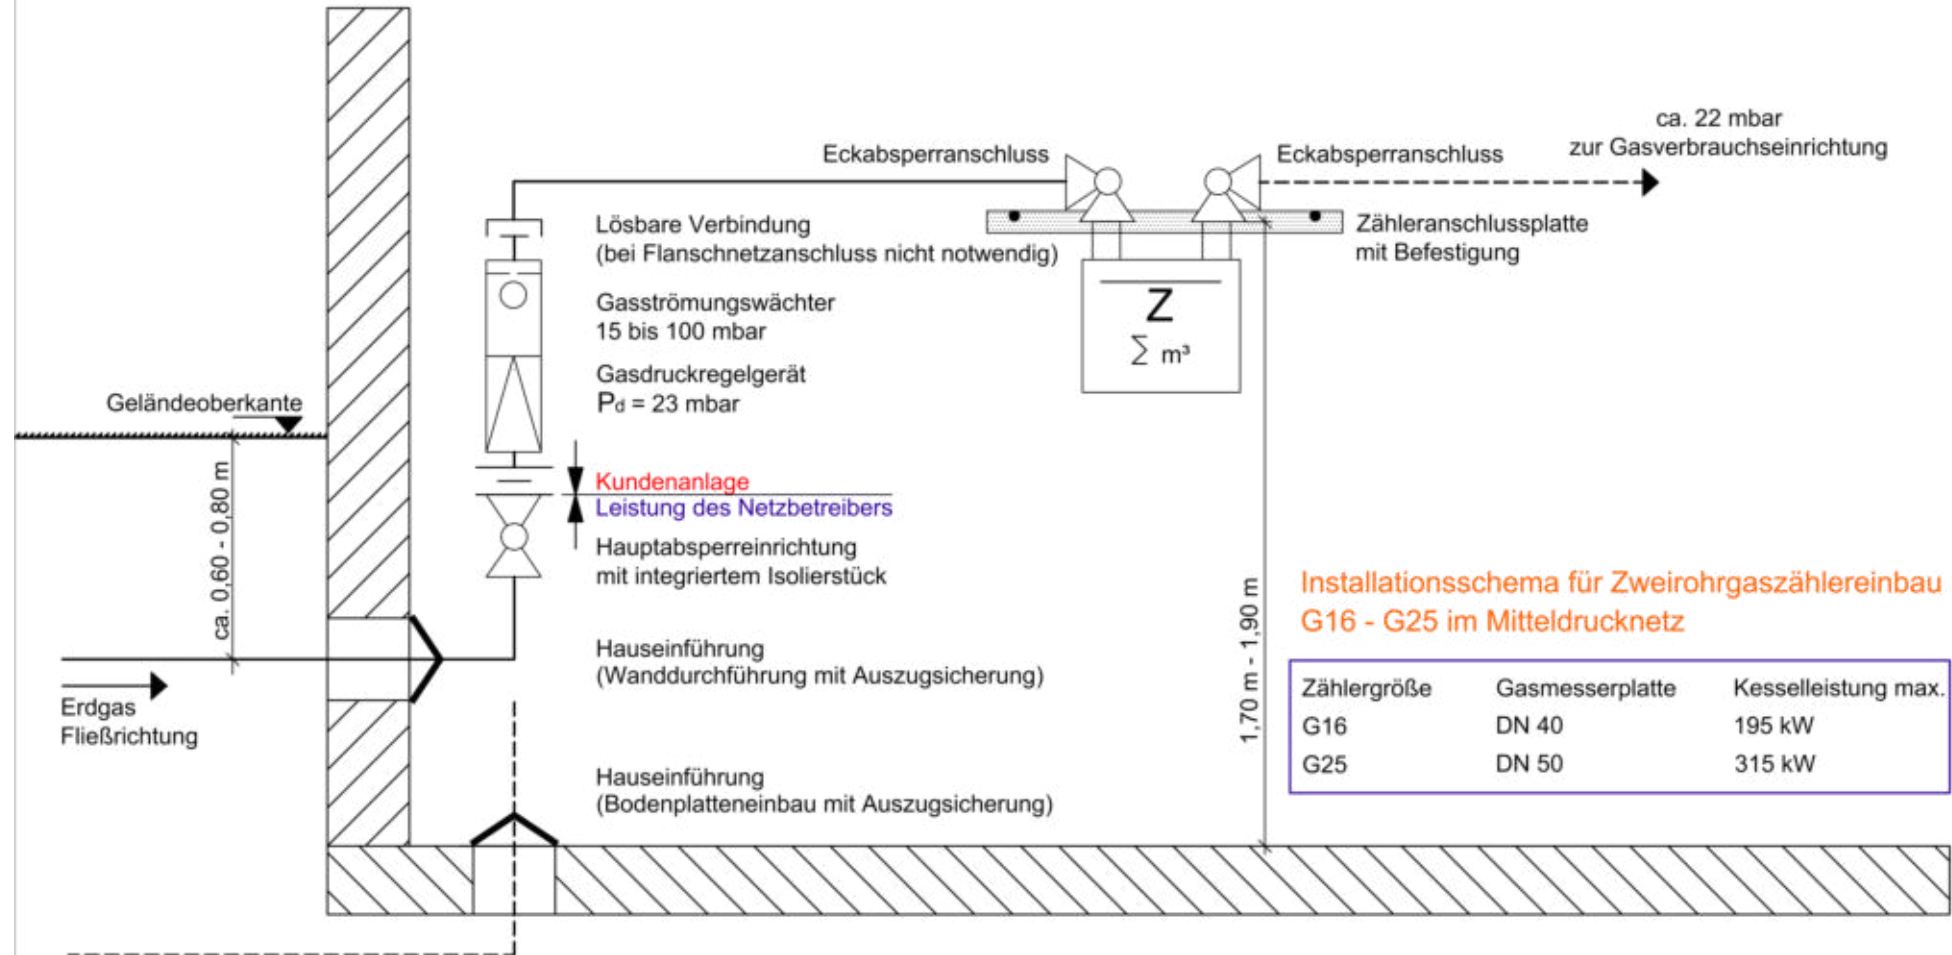 ca. 22 mbar
zur Gasverbrauchseinrichtung
Eckabsperranschluss
Eckabsperranschluss
Lösbare Verbindung
(bei Flanschnetzanschluss nicht notwendig)
Zähleranschlussplatte
mit Befestigung
Gasströmungswächter
15 bis 100 mbar
Z
∑ m³
Gasdruckregelgerät
Pd = 23 mbar
Geländeoberkante
ca. 0,60 - 0,80 m
Kundenanlage
Leistung des Netzbetreibers
Hauptabsperreinrichtung
mit integriertem Isolierstück
1,70 m - 1,90 m
Installationsschema für Zweirohrgaszählereinbau
G16 - G25 im Mitteldrucknetz
Hauseinführung
(Wanddurchführung mit Auszugsicherung)
Erdgas
Fließrichtung
Zählergröße Gasmesserplatte Kesselleistung max.
G16 DN 40 195 kW
G25 DN 50 315 kW
Hauseinführung
(Bodenplatteneinbau mit Auszugsicherung)